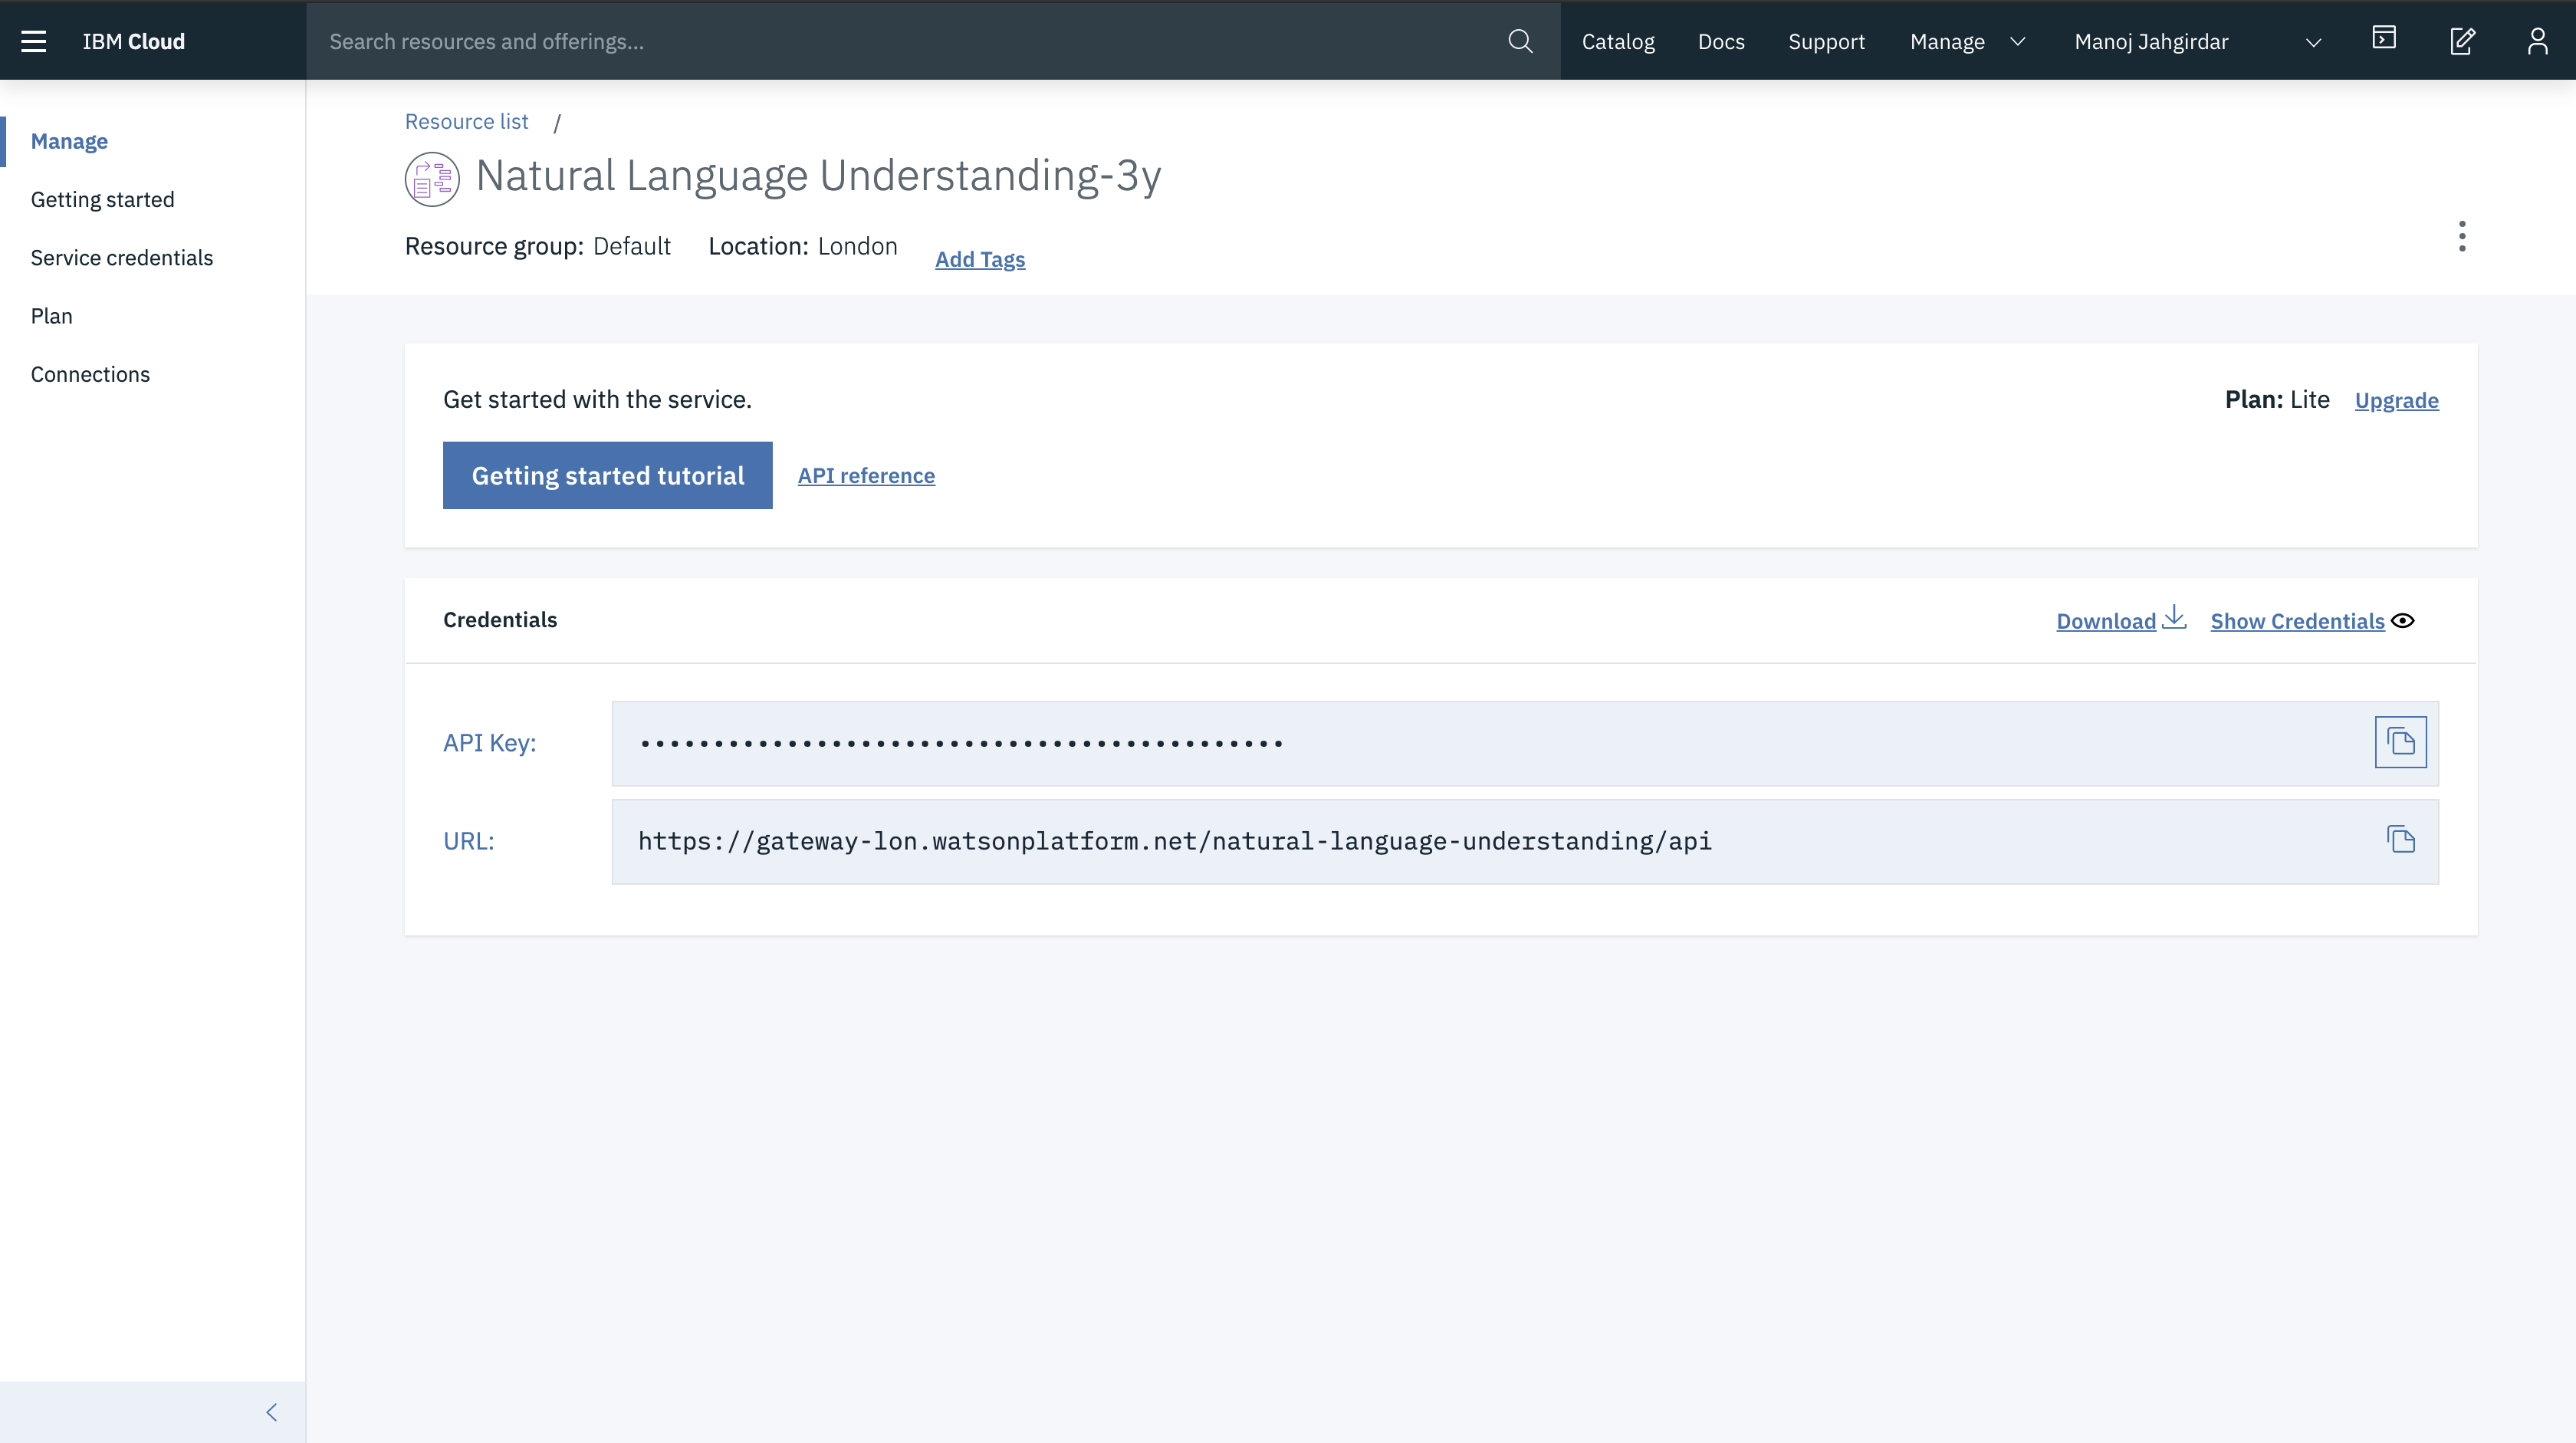 IBM Cloud
Search resources and offerings...
Catalog
Docs
Support
Manage
Manoj Jahgirdar
Manage
Getting started
Service credentials
Plan
Connections
Resource list /
Natural Language Understanding-3y
Resource group: Default Location: London Add Tags
Get started with the service.
Plan: Lite Upgrade
Getting started tutorial
API reference
Credentials
Download
Show Credentials
API Key: ••••••••••••••••••••••••••••••••••••••••••••
URL: https://gateway-lon.watsonplatform.net/natural-language-understanding/api